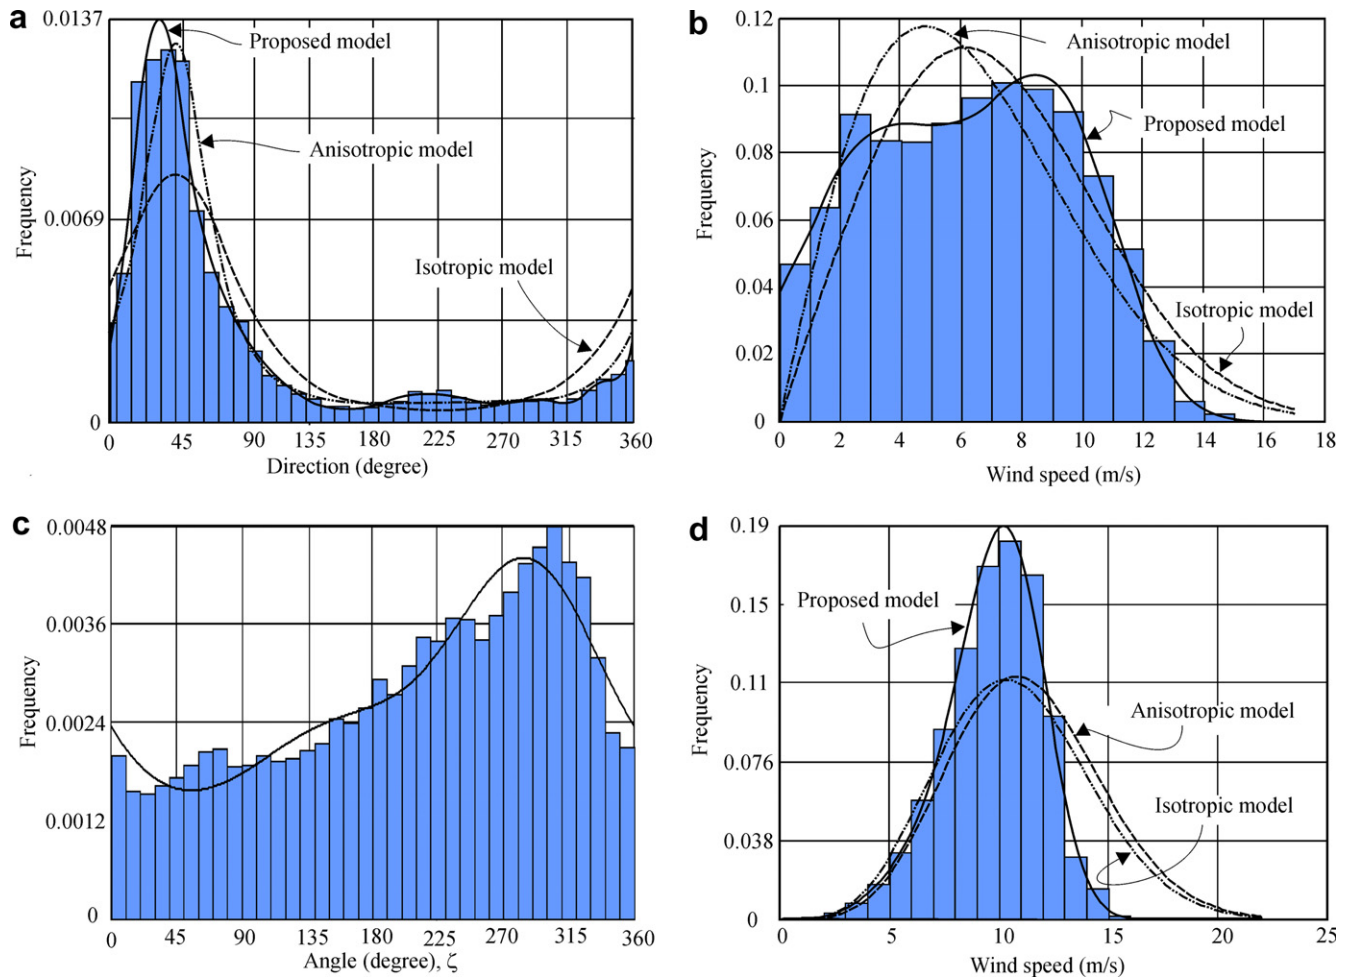 a
0.0137
Proposed model
Anisotropic model
0.0069
Isotropic model
Frequency
0
0 45 90 135 180 225 270 315 360
Direction (degree)
b
0.12
Anisotropic model
0.1
Proposed model
0.08
0.06
Isotropic model
0.04
0.02
Frequency
0
0 2 4 6 8 10 12 14 16 18
Wind speed (m/s)
c
0.0048
0.0036
0.0024
0.0012
Frequency
0
0 45 90 135 180 225 270 315 360
Angle (degree), ζ
d
0.19
Proposed model
0.15
0.11
Anisotropic model
0.076
Isotropic model
0.038
Frequency
0
0 5 10 15 20 25
Wind speed (m/s)